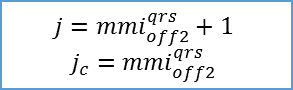 j = mmi_{off2}^{qrs} + 1
j_c = mmi_{off2}^{qrs}